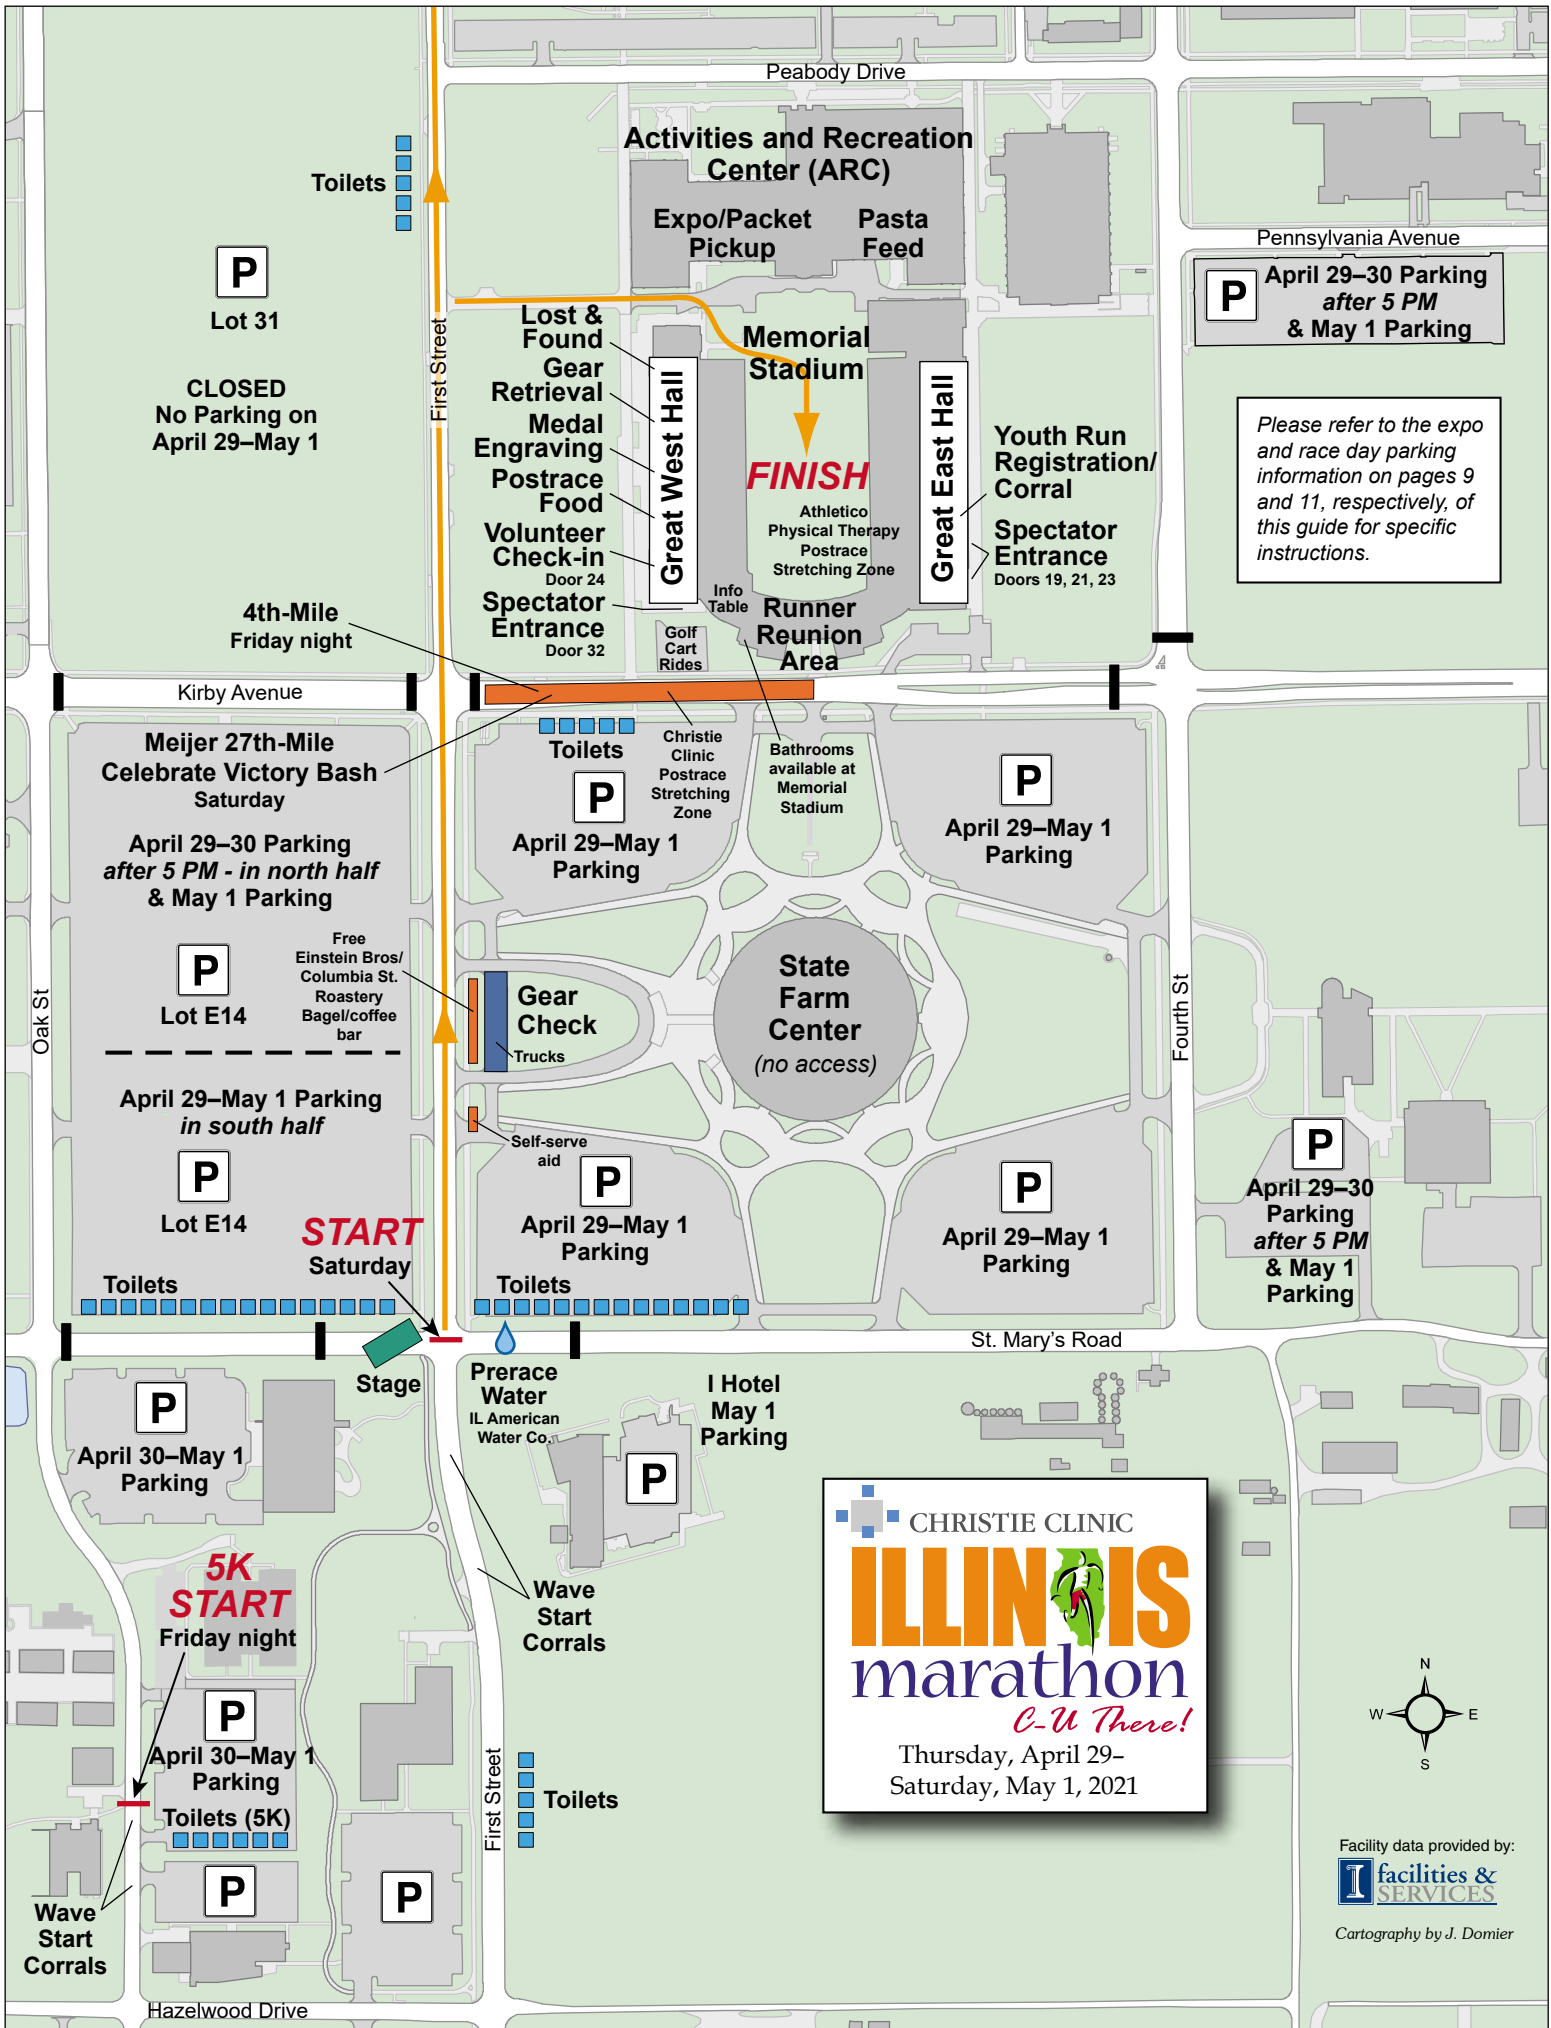 Peabody Drive
Activities and Recreation
Center (ARC)
Expo/Packet
Pickup
Pasta
Feed
Toilets
P
Lot 31
CLOSED
No Parking on
April 29–May 1
First Street
Pennsylvania Avenue
P
April 29–30 Parking
after 5 PM
& May 1 Parking
Please refer to the expo
and race day parking
information on pages 9
and 11, respectively, of
this guide for specific
instructions.
Lost &
Found
Gear
Retrieval
Medal
Engraving
Postrace
Food
Volunteer
Check-in
Door 24
Spectator
Entrance
Door 32
Great West Hall
Memorial
Stadium
FINISH
Athletico
Physical Therapy
Postrace
Stretching Zone
Great East Hall
Youth Run
Registration/
Corral
Spectator
Entrance
Doors 19, 21, 23
Info
Table
Runner
Reunion
Area
Golf
Cart
Rides
4th-Mile
Friday night
Kirby Avenue
Meijer 27th-Mile
Celebrate Victory Bash
Saturday
April 29–30 Parking
after 5 PM - in north half
& May 1 Parking
Toilets
P
April 29–May 1
Parking
Christie
Clinic
Postrace
Stretching
Zone
Bathrooms
available at
Memorial
Stadium
P
April 29–May 1
Parking
P
Lot E14
Free
Einstein Bros/
Columbia St.
Roastery
Bagel/coffee
bar
Gear
Check
Trucks
State
Farm
Center
(no access)
Oak St
Fourth St
April 29–May 1 Parking
in south half
P
Lot E14
Self-serve
aid
P
April 29–May 1
Parking
P
April 29–May 1
Parking
P
April 29–30
Parking
after 5 PM
& May 1
Parking
START
Saturday
Toilets
Toilets
St. Mary's Road
Stage
Prerace
Water
IL American
Water Co.
I Hotel
May 1
Parking
P
P
April 30–May 1
Parking
5K
START
Friday night
Wave
Start
Corrals
P
April 30–May 1
Parking
Toilets (5K)
P
P
Wave
Start
Corrals
First Street
Toilets
Hazelwood Drive
CHRISTIE CLINIC
ILLINOIS
marathon
C-U There!
Thursday, April 29–
Saturday, May 1, 2021
N
W
E
S
Facility data provided by:
I
facilities &
SERVICES
Cartography by J. Domier